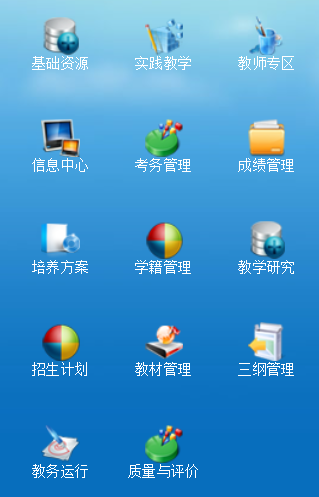 基础资源
实践教学
教师专区
信息中心
考务管理
成绩管理
培养方案
学籍管理
教学研究
招生计划
教材管理
三纲管理
教务运行
质量与评价